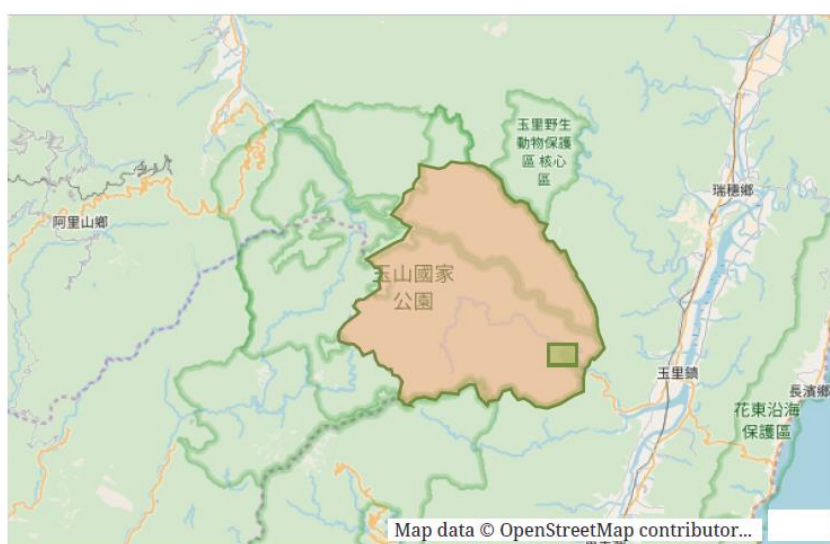 玉里野生
動物保護
區 核心
區
瑞穗鄉
阿里山鄉
玉山國家
公園
玉里鎮
長濱鄉
花東沿海
保護區
Map data © OpenStreetMap contributor...